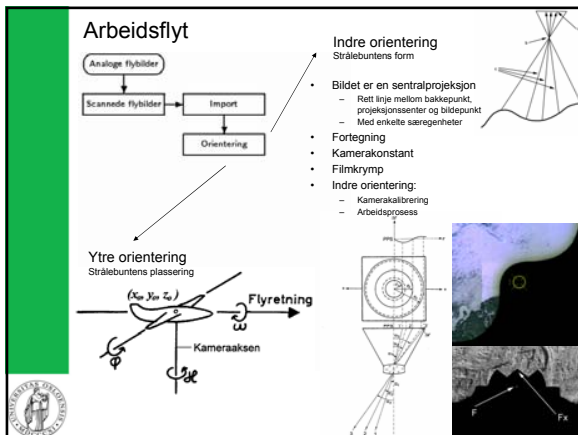 Arbeidsflyt
Analoge flybilder
Scannede flybilder
Import
Orientering
Indre orientering
Strålebuntens form
• Bildet er en sentralprojeksjon
– Rett linje mellom bakkepunkt, projeksjonssenter og bildepunkt
– Med enkelte særegenheter
• Fortegning
• Kamerakonstant
• Filmkrymp
• Indre orientering:
– Kamerakalibrering
– Arbeidsprosess
Ytre orientering
Strålebuntens plassering
(x₀, y₀, z₀)
Flyretning
ω
Kameraaksen
φ
ϰ
F
Fx
UNIVERSITAS OSLOENSIS